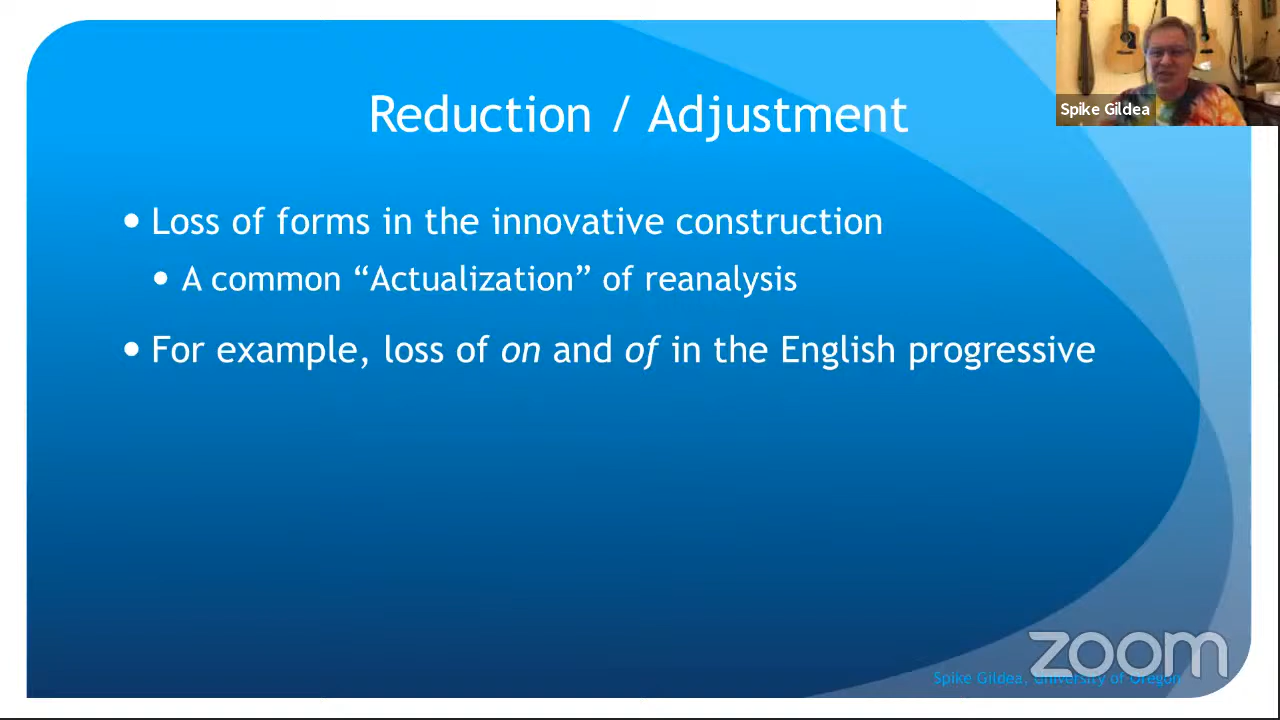 Reduction / Adjustment
Spike Gildea
• Loss of forms in the innovative construction
• A common “Actualization” of reanalysis
• For example, loss of on and of in the English progressive
zoom
Spike Gildea, University of Oregon